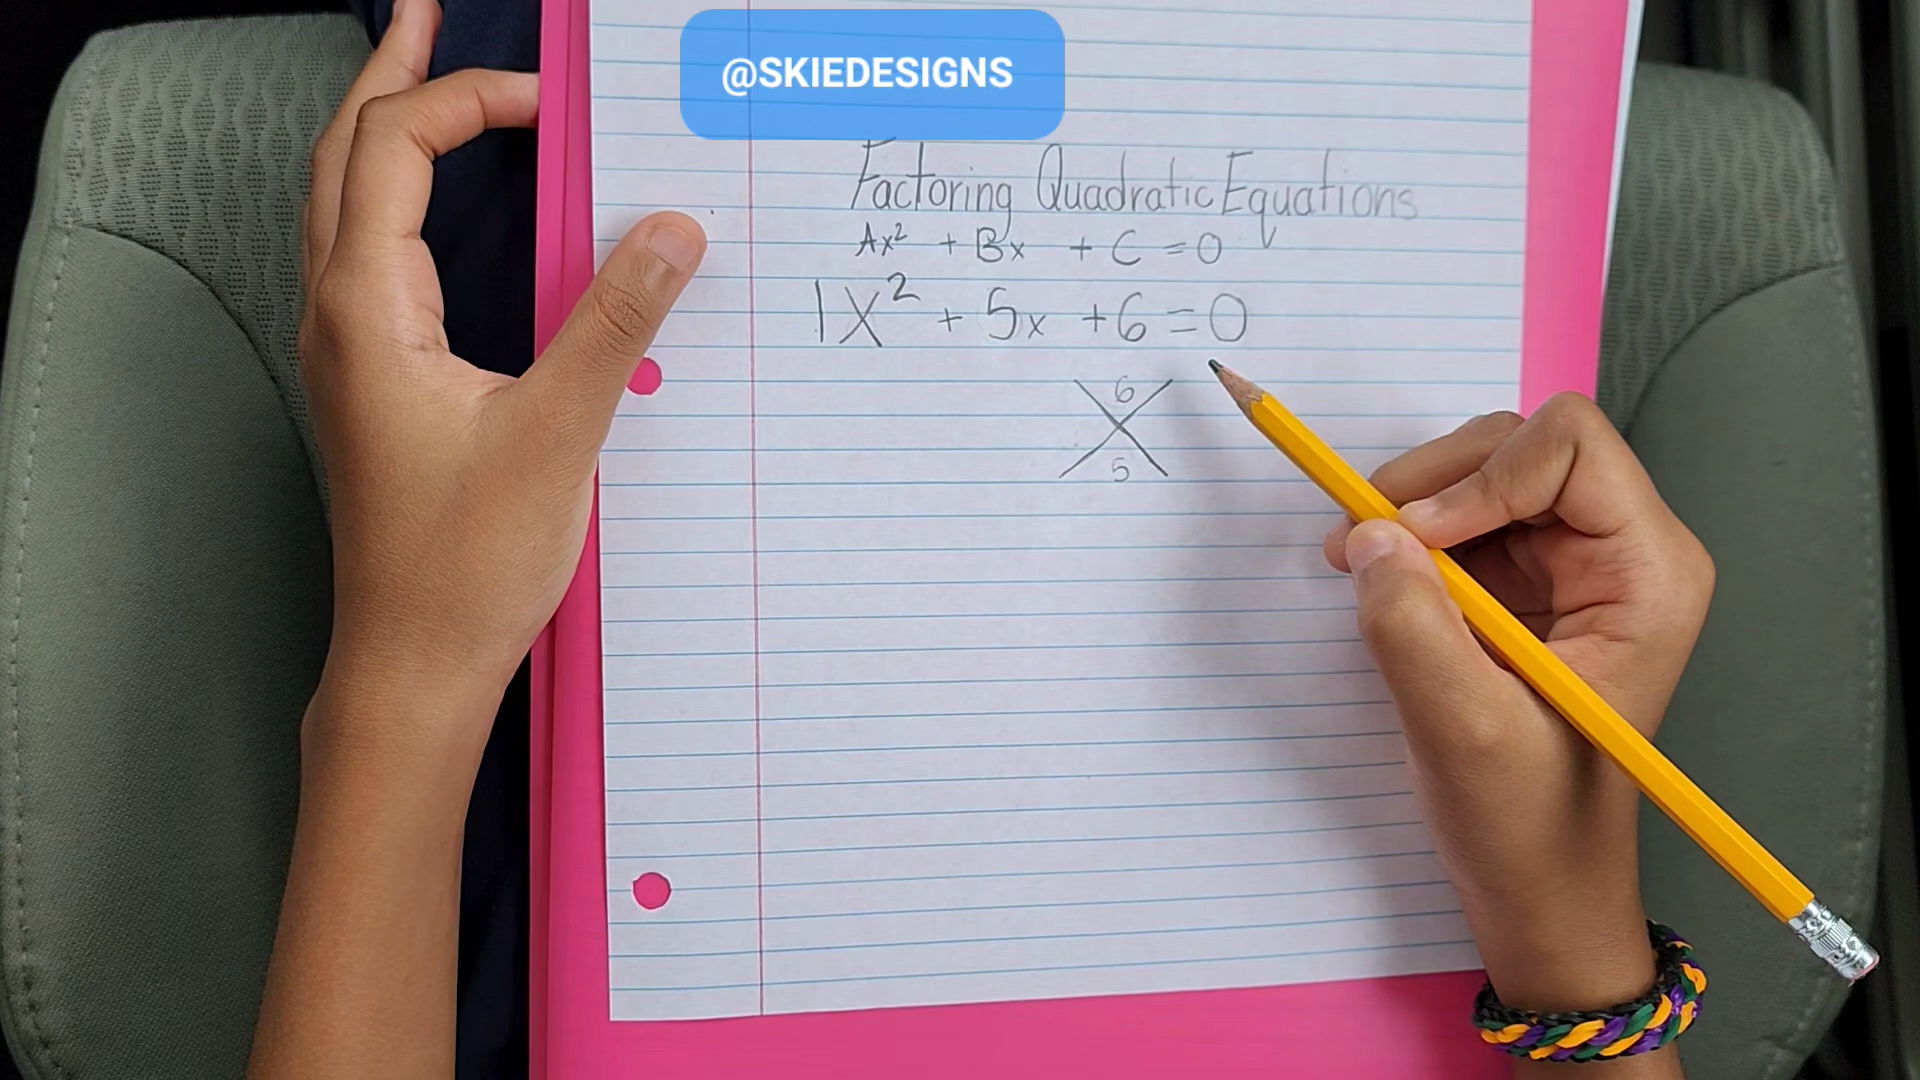 @SKIEDESIGNS
Factoring Quadratic Equations
Ax² + Bx + C = 0
1x² + 5x + 6 = 0
6
5